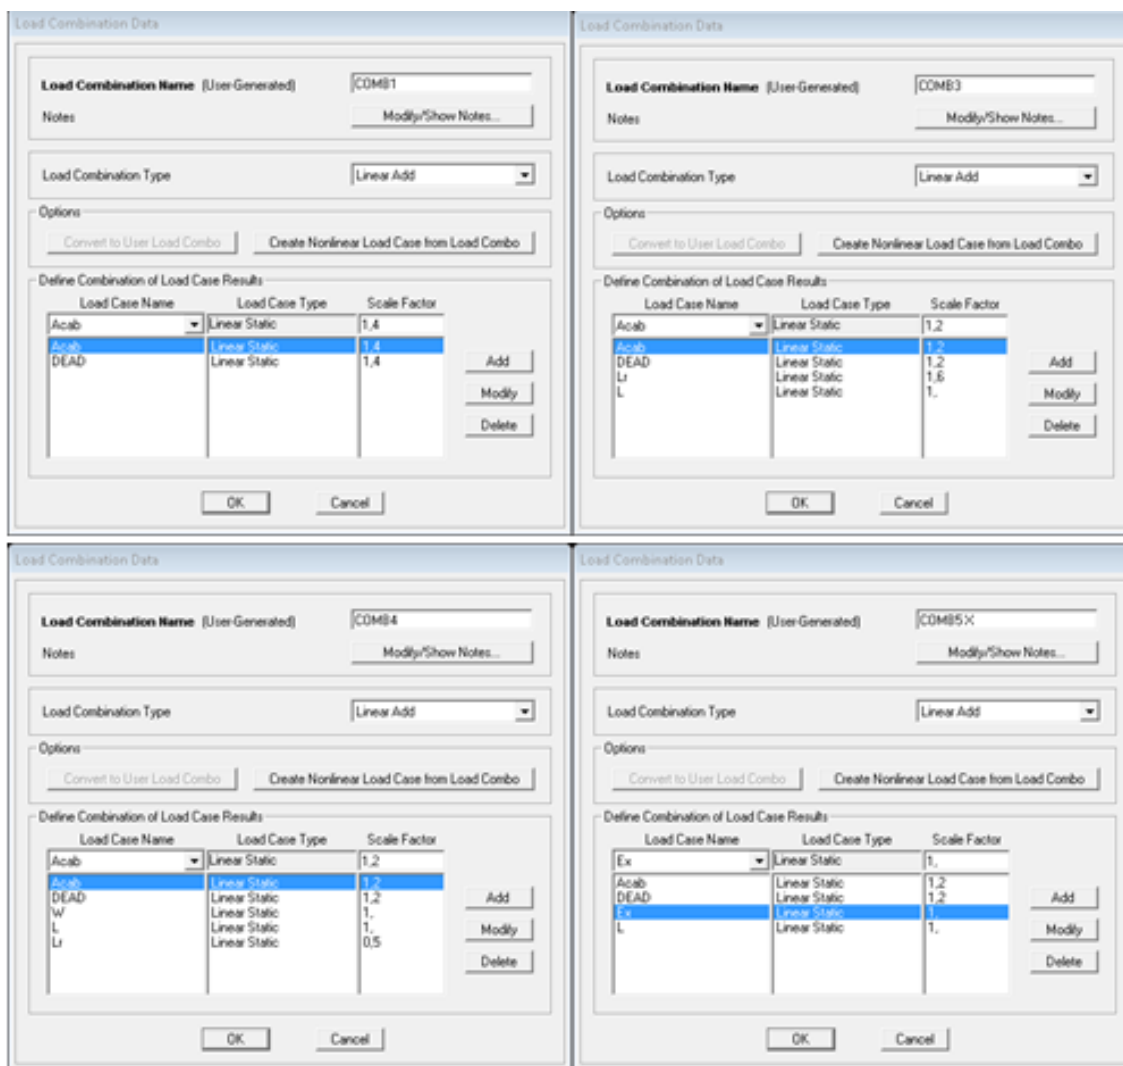 Load Combination Data
Load Combination Name (User-Generated) COMB1
Notes Modify/Show Notes...
Load Combination Type Linear Add
Options
Convert to User Load Combo Create Nonlinear Load Case from Load Combo
Define Combination of Load Case Results
Load Case Name Load Case Type Scale Factor
Acab Linear Static 1,4
Acab Linear Static 1,4
DEAD Linear Static 1,4
Add
Modify
Delete
OK Cancel
Load Combination Data
Load Combination Name (User-Generated) COMB3
Notes Modify/Show Notes...
Load Combination Type Linear Add
Options
Convert to User Load Combo Create Nonlinear Load Case from Load Combo
Define Combination of Load Case Results
Load Case Name Load Case Type Scale Factor
Acab Linear Static 1,2
Acab Linear Static 1,2
DEAD Linear Static 1,2
Lr Linear Static 1,6
L Linear Static 1,
Add
Modify
Delete
OK Cancel
Load Combination Data
Load Combination Name (User-Generated) COMB4
Notes Modify/Show Notes...
Load Combination Type Linear Add
Options
Convert to User Load Combo Create Nonlinear Load Case from Load Combo
Define Combination of Load Case Results
Load Case Name Load Case Type Scale Factor
Acab Linear Static 1,2
Acab Linear Static 1,2
DEAD Linear Static 1,2
W Linear Static 1,
L Linear Static 1,
Lr Linear Static 0,5
Add
Modify
Delete
OK Cancel
Load Combination Data
Load Combination Name (User-Generated) COMB5X
Notes Modify/Show Notes...
Load Combination Type Linear Add
Options
Convert to User Load Combo Create Nonlinear Load Case from Load Combo
Define Combination of Load Case Results
Load Case Name Load Case Type Scale Factor
Ex Linear Static 1,
Acab Linear Static 1,2
DEAD Linear Static 1,2
Ex Linear Static 1,
L Linear Static 1,
Add
Modify
Delete
OK Cancel